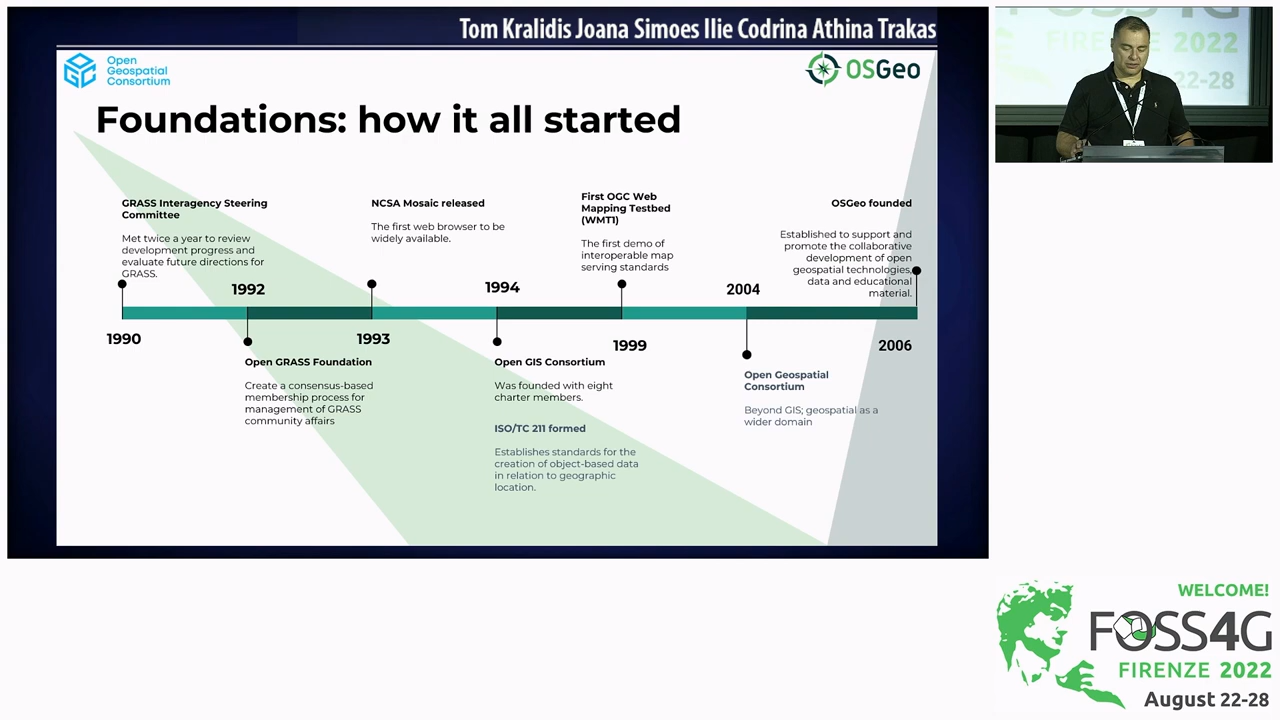 Tom Kralidis Joana Simoes Ilie Codrina Athina Trakas
Open
Geospatial
Consortium
OSGeo
Foundations: how it all started
GRASS Interagency Steering
Committee
Met twice a year to review
development progress and
evaluate future directions for
GRASS.
1990
1992
Open GRASS Foundation
Create a consensus-based
membership process for
management of GRASS
community affairs
NCSA Mosaic released
The first web browser to be
widely available.
1993
1994
Open GIS Consortium
Was founded with eight
charter members.
ISO/TC 211 formed
Establishes standards for the
creation of object-based data
in relation to geographic
location.
First OGC Web
Mapping Testbed
(WMT1)
The first demo of
interoperable map
serving standards
1999
2004
Open Geospatial
Consortium
Beyond GIS; geospatial as a
wider domain
OSGeo founded
Established to support and
promote the collaborative
development of open
geospatial technologies,
data and educational
material.
2006
FIRENZE 2022
22-28
WELCOME!
FOSS4G
FIRENZE 2022
August 22-28